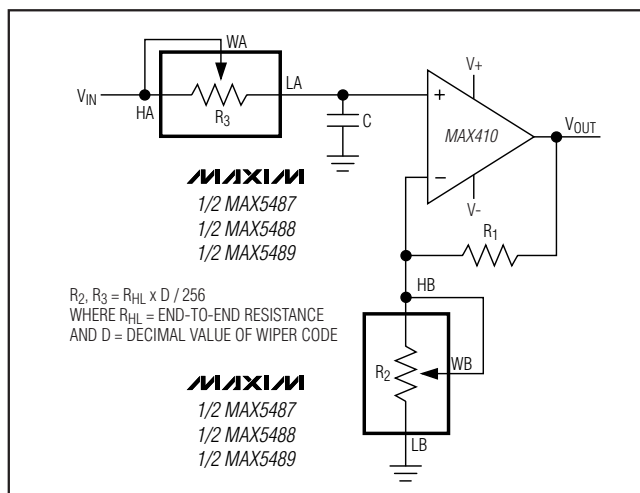 WA
V+
V_IN
HA
R₃
LA
C
+
MAX410
V_OUT
−
V-
R₁
MAXIM
1/2 MAX5487
1/2 MAX5488
1/2 MAX5489
R₂, R₃ = R_HL x D / 256
WHERE R_HL = END-TO-END RESISTANCE
AND D = DECIMAL VALUE OF WIPER CODE
HB
R₂
WB
LB
MAXIM
1/2 MAX5487
1/2 MAX5488
1/2 MAX5489